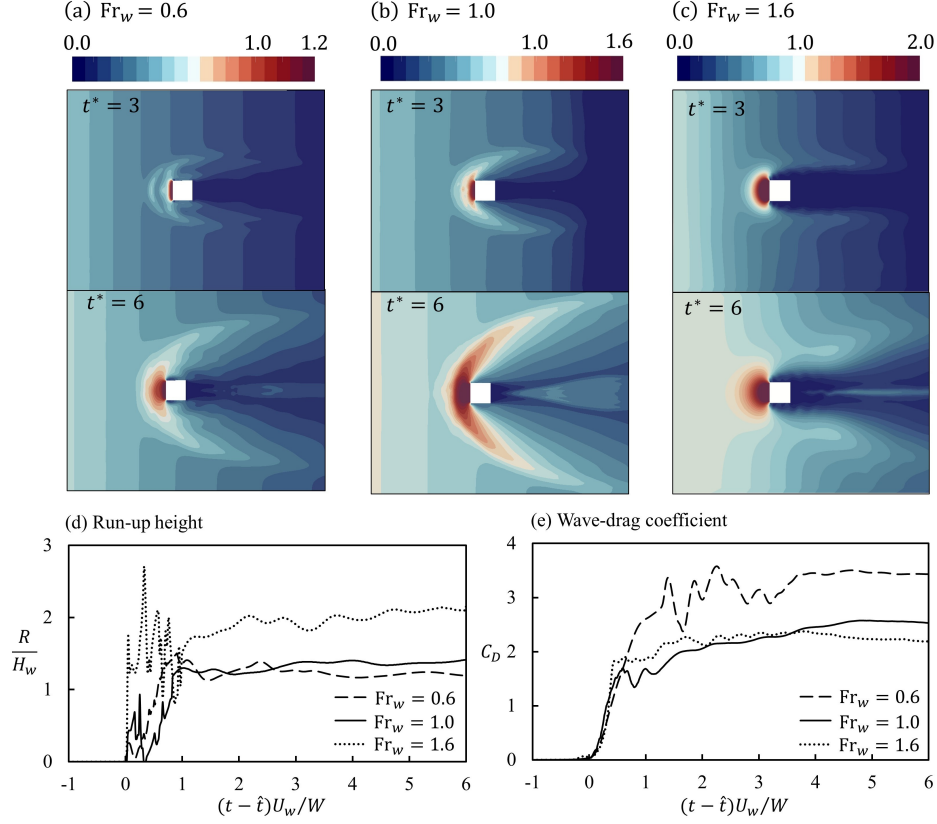 (a) Fr_w = 0.6
(b) Fr_w = 1.0
(c) Fr_w = 1.6
0.0 1.0 1.2
0.0 1.0 1.6
0.0 1.0 2.0
t* = 3
t* = 3
t* = 3
t* = 6
t* = 6
t* = 6
(d) Run-up height
3
2
1
0
R/H_w
-1 0 1 2 3 4 5 6
(t − t̂)U_w/W
Fr_w = 0.6
Fr_w = 1.0
Fr_w = 1.6
(e) Wave-drag coefficient
4
3
2
1
0
C_D
-1 0 1 2 3 4 5 6
(t − t̂)U_w/W
Fr_w = 0.6
Fr_w = 1.0
Fr_w = 1.6